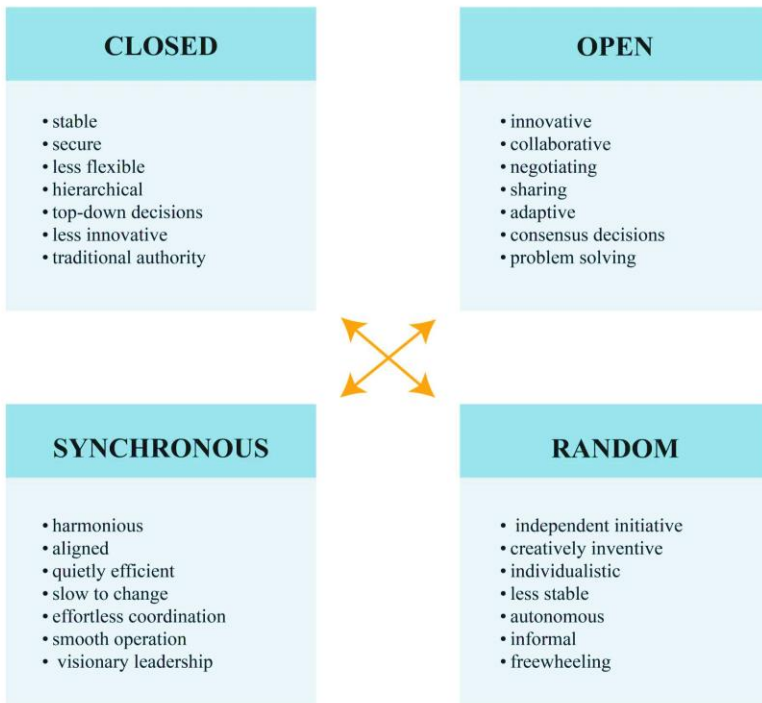 CLOSED
• stable
• secure
• less flexible
• hierarchical
• top-down decisions
• less innovative
• traditional authority
OPEN
• innovative
• collaborative
• negotiating
• sharing
• adaptive
• consensus decisions
• problem solving
SYNCHRONOUS
• harmonious
• aligned
• quietly efficient
• slow to change
• effortless coordination
• smooth operation
• visionary leadership
RANDOM
• independent initiative
• creatively inventive
• individualistic
• less stable
• autonomous
• informal
• freewheeling